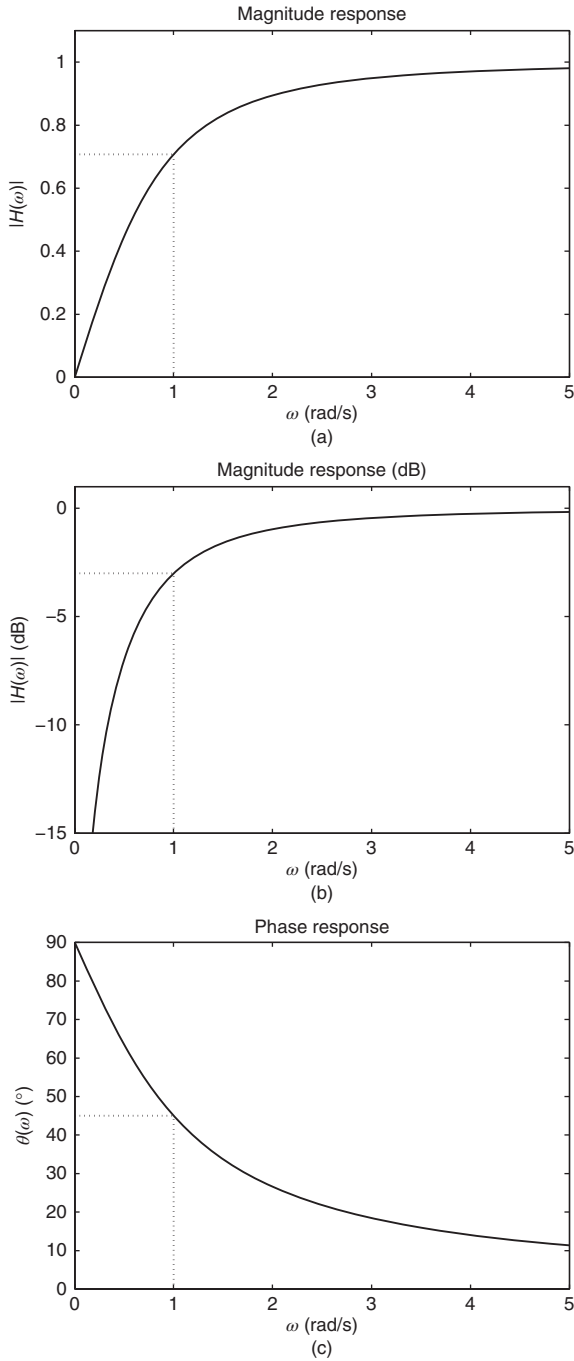 Magnitude response
1
0.8
0.6
0.4
0.2
0
|H(ω)|
0 1 2 3 4 5
ω (rad/s)
(a)
Magnitude response (dB)
0
−5
−10
−15
|H(ω)| (dB)
0 1 2 3 4 5
ω (rad/s)
(b)
Phase response
90
80
70
60
50
40
30
20
10
0
θ(ω) (°)
0 1 2 3 4 5
ω (rad/s)
(c)